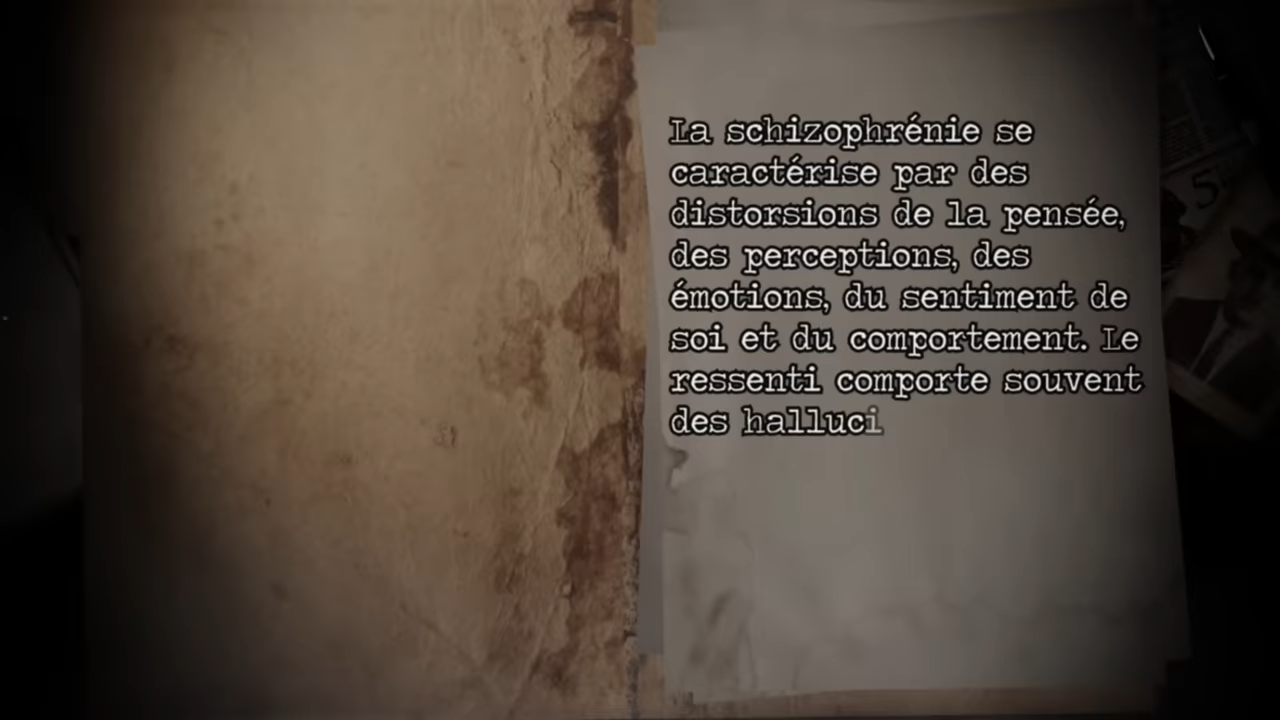 La schizophrénie se
caractérise par des
distorsions de la pensée,
des perceptions, des
émotions, du sentiment de
soi et du comportement. Le
ressenti comporte souvent
des halluci